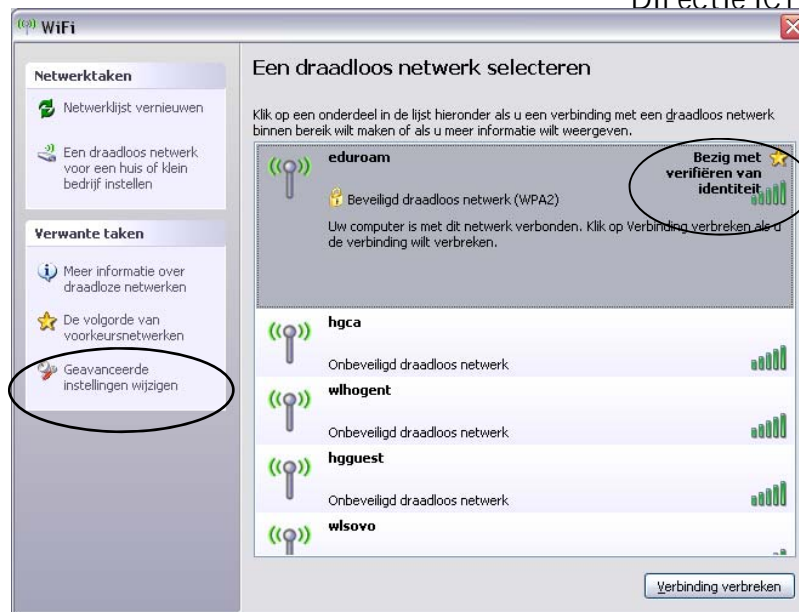 Directie ICT
WiFi
Netwerktaken
Netwerklijst vernieuwen
Een draadloos netwerk
voor een huis of klein
bedrijf instellen
Verwante taken
Meer informatie over
draadloze netwerken
De volgorde van
voorkeursnetwerken
Geavanceerde
instellingen wijzigen
Een draadloos netwerk selecteren
Klik op een onderdeel in de lijst hieronder als u een verbinding met een draadloos netwerk
binnen bereik wilt maken of als u meer informatie wilt weergeven.
eduroam
Bezig met
verifiëren van
identiteit
Beveiligd draadloos netwerk (WPA2)
Uw computer is met dit netwerk verbonden. Klik op Verbinding verbreken als u
de verbinding wilt verbreken.
hgca
Onbeveiligd draadloos netwerk
wlhogent
Onbeveiligd draadloos netwerk
hgguest
Onbeveiligd draadloos netwerk
wlsovo
Verbinding verbreken